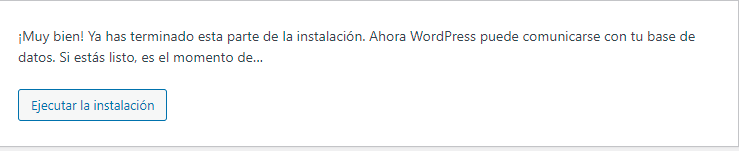 ¡Muy bien! Ya has terminado esta parte de la instalación. Ahora WordPress puede comunicarse con tu base de
datos. Si estás listo, es el momento de...
Ejecutar la instalación